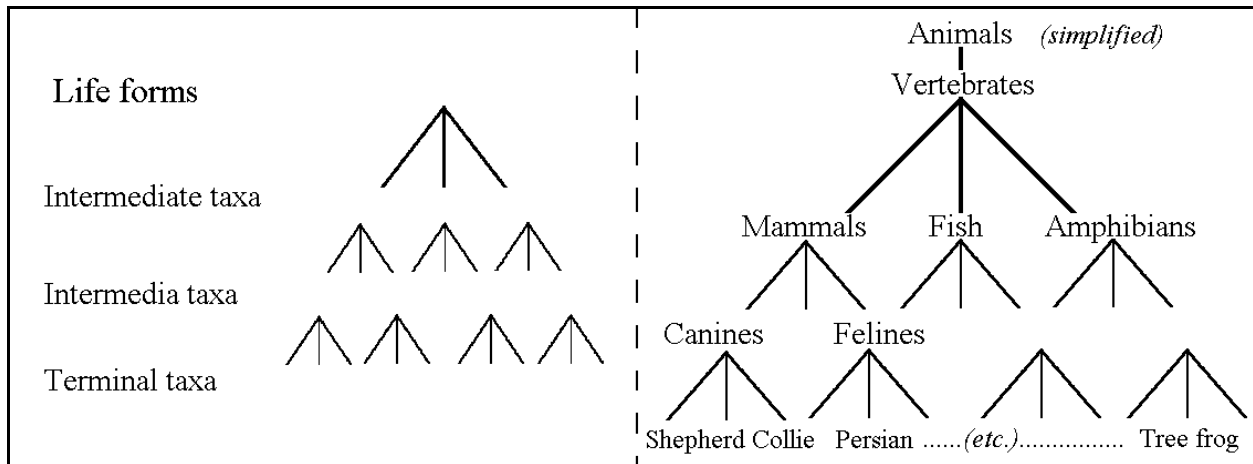 Life forms
Intermediate taxa
Intermedia taxa
Terminal taxa
Animals (simplified)
Vertebrates
Mammals Fish Amphibians
Canines Felines
Shepherd Collie Persian ......(etc.)................ Tree frog